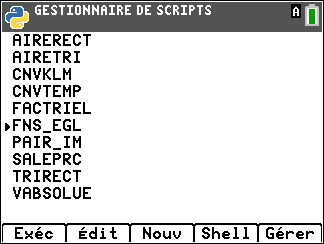 GESTIONNAIRE DE SCRIPTS A
AIRERECT
AIRETRI
CNVKLM
CNVTEMP
FACTRIEL
FNS_EGL
PAIR_IM
SALEPRC
TRIRECT
VABSOLUE
Exéc Édit Nouv Shell Gérer